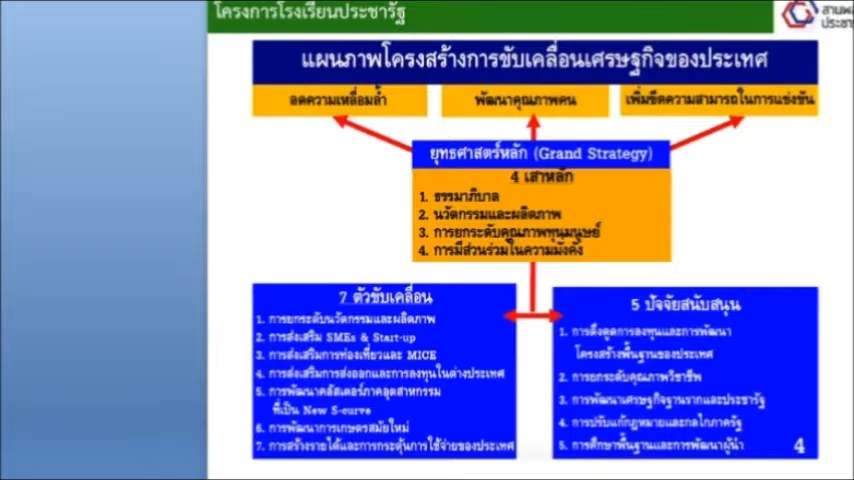 โครงการโรงเรียนประชารัฐ
แผนภาพโครงสร้างการขับเคลื่อนเศรษฐกิจของประเทศ
ลดความเหลื่อมล้ำ
พัฒนาคุณภาพคน
เพิ่มขีดความสามารถในการแข่งขัน
ยุทธศาสตร์หลัก (Grand Strategy)
4 เสาหลัก
1. ธรรมาภิบาล
2. นวัตกรรมและผลิตภาพ
3. การยกระดับคุณภาพทุนมนุษย์
4. การมีส่วนร่วมในความมั่งคั่ง
7 ตัวขับเคลื่อน
1. การยกระดับนวัตกรรมและผลิตภาพ
2. การส่งเสริม SMEs & Start-up
3. การส่งเสริมการท่องเที่ยวและ MICE
4. การส่งเสริมการส่งออกและการลงทุนในต่างประเทศ
5. การพัฒนาคลัสเตอร์ภาคอุตสาหกรรม
ที่เป็น New S-curve
6. การพัฒนาการเกษตรสมัยใหม่
7. การสร้างรายได้และการกระตุ้นการใช้จ่ายของประเทศ
5 ปัจจัยสนับสนุน
1. การดึงดูดการลงทุนและการพัฒนา
โครงสร้างพื้นฐานของประเทศ
2. การยกระดับคุณภาพวิชาชีพ
3. การพัฒนาเศรษฐกิจฐานรากและประชารัฐ
4. การปรับแก้กฎหมายและกลไกภาครัฐ
5. การศึกษาพื้นฐานและการพัฒนาผู้นำ
4